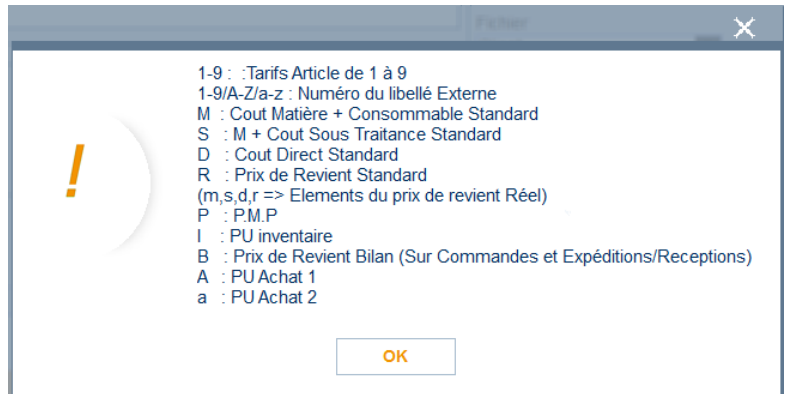 Fichier
1-9 : :Tarifs Article de 1 à 9
1-9/A-Z/a-z : Numéro du libellé Externe
M : Cout Matière + Consommable Standard
S : M + Cout Sous Traitance Standard
D : Cout Direct Standard
R : Prix de Revient Standard
(m,s,d,r => Elements du prix de revient Réel)
P : P.M.P
I : PU inventaire
B : Prix de Revient Bilan (Sur Commandes et Expéditions/Receptions)
A : PU Achat 1
a : PU Achat 2
!
OK